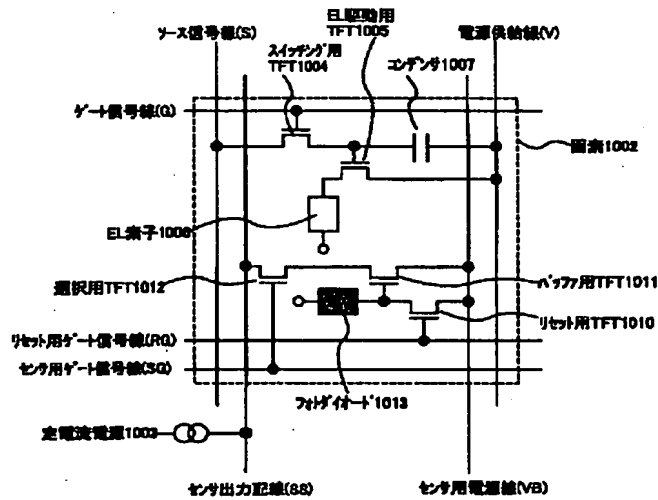 ソース信号線(S)
スイッチング用
TFT1004
EL駆動用
TFT1005
コンデンサ1007
電源供給線(V)
ゲート信号線(G)
画素1002
EL素子1006
選択用TFT1012
バッファ用TFT1011
リセット用TFT1010
リセット用ゲート信号線(RG)
センサ用ゲート信号線(SG)
フォトダイオード1013
定電流電源1003
センサ出力配線(SS)
センサ用電源線(VB)